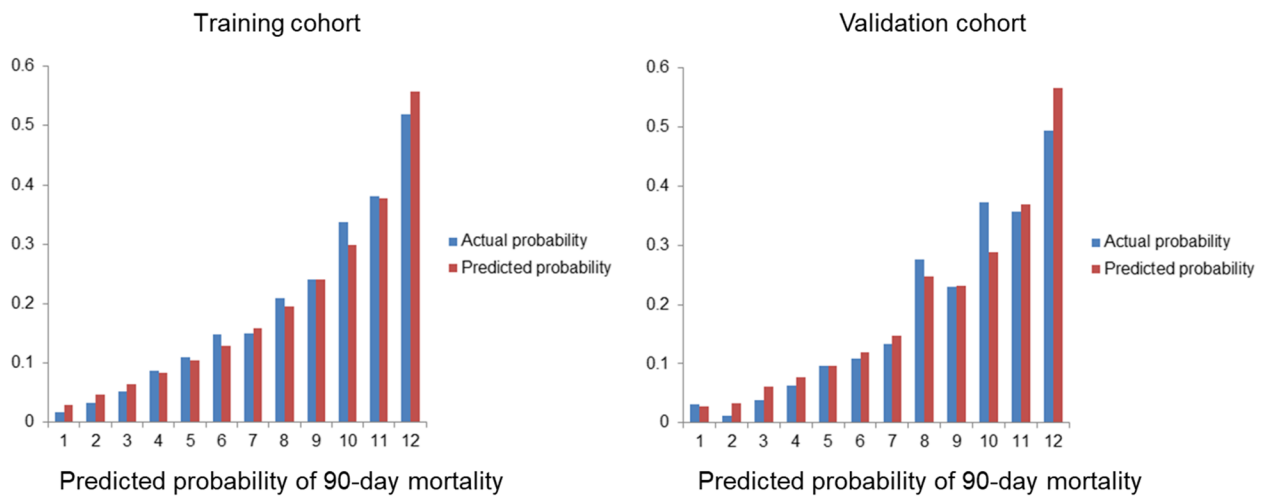 Training cohort
0.6
0.5
0.4
0.3
0.2
0.1
0
1 2 3 4 5 6 7 8 9 10 11 12
Actual probability
Predicted probability
Predicted probability of 90-day mortality
Validation cohort
0.6
0.5
0.4
0.3
0.2
0.1
0
1 2 3 4 5 6 7 8 9 10 11 12
Actual probability
Predicted probability
Predicted probability of 90-day mortality